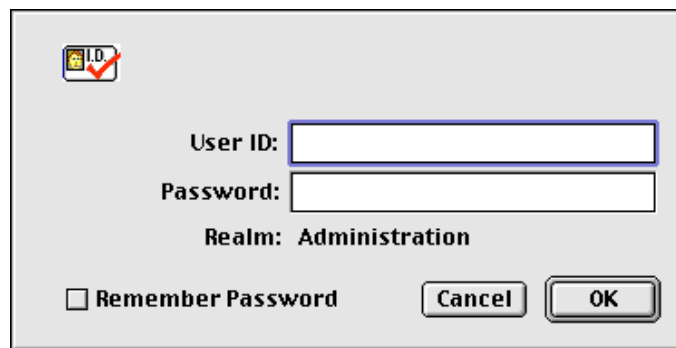 I.D.
User ID:
Password:
Realm: Administration
Remember Password Cancel OK